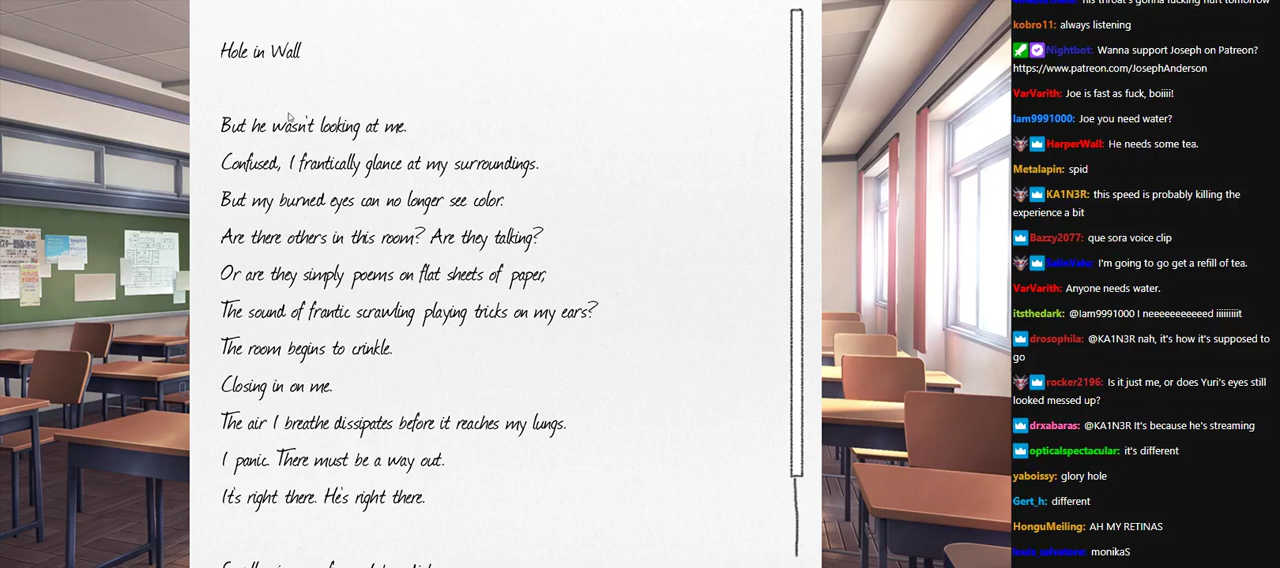 Hole in Wall
But he wasn't looking at me.
Confused, I frantically glance at my surroundings.
But my burned eyes can no longer see color.
Are there others in this room? Are they talking?
Or are they simply poems on flat sheets of paper,
The sound of frantic scrawling playing tricks on my ears?
The room begins to crinkle.
Closing in on me.
The air I breathe dissipates before it reaches my lungs.
I panic. There must be a way out.
It's right there. He's right there.
his throat's gonna fucking hurt tomorrow
kobro11: always listening
Nightbot: Wanna support Joseph on Patreon?
https://www.patreon.com/JosephAnderson
VarVarith: Joe is fast as fuck, boiiii!
Iam9991000: Joe you need water?
HarperWall: He needs some tea.
Metalapin: spid
KA1N3R: this speed is probably killing the
experience a bit
Bazzy2077: que sora voice clip
I'm going to go get a refill of tea.
VarVarith: Anyone needs water.
itsthedark: @Iam9991000 I neeeeeeeeeeed iiiiiiiiit
drosophila: @KA1N3R nah, it's how it's supposed to
go
rocker2196: Is it just me, or does Yuri's eyes still
looked messed up?
drxabaras: @KA1N3R It's because he's streaming
opticalspectacular: it's different
yaboissy: glory hole
Gert_h: different
HonguMeiling: AH MY RETINAS
louis_salvatore: monikaS